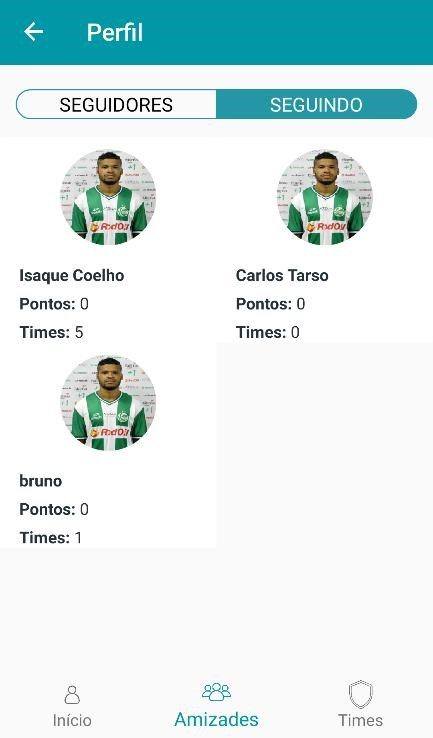 Perfil
SEGUIDORES
SEGUINDO
Isaque Coelho
Pontos: 0
Times: 5
Carlos Tarso
Pontos: 0
Times: 0
bruno
Pontos: 0
Times: 1
Início
Amizades
Times